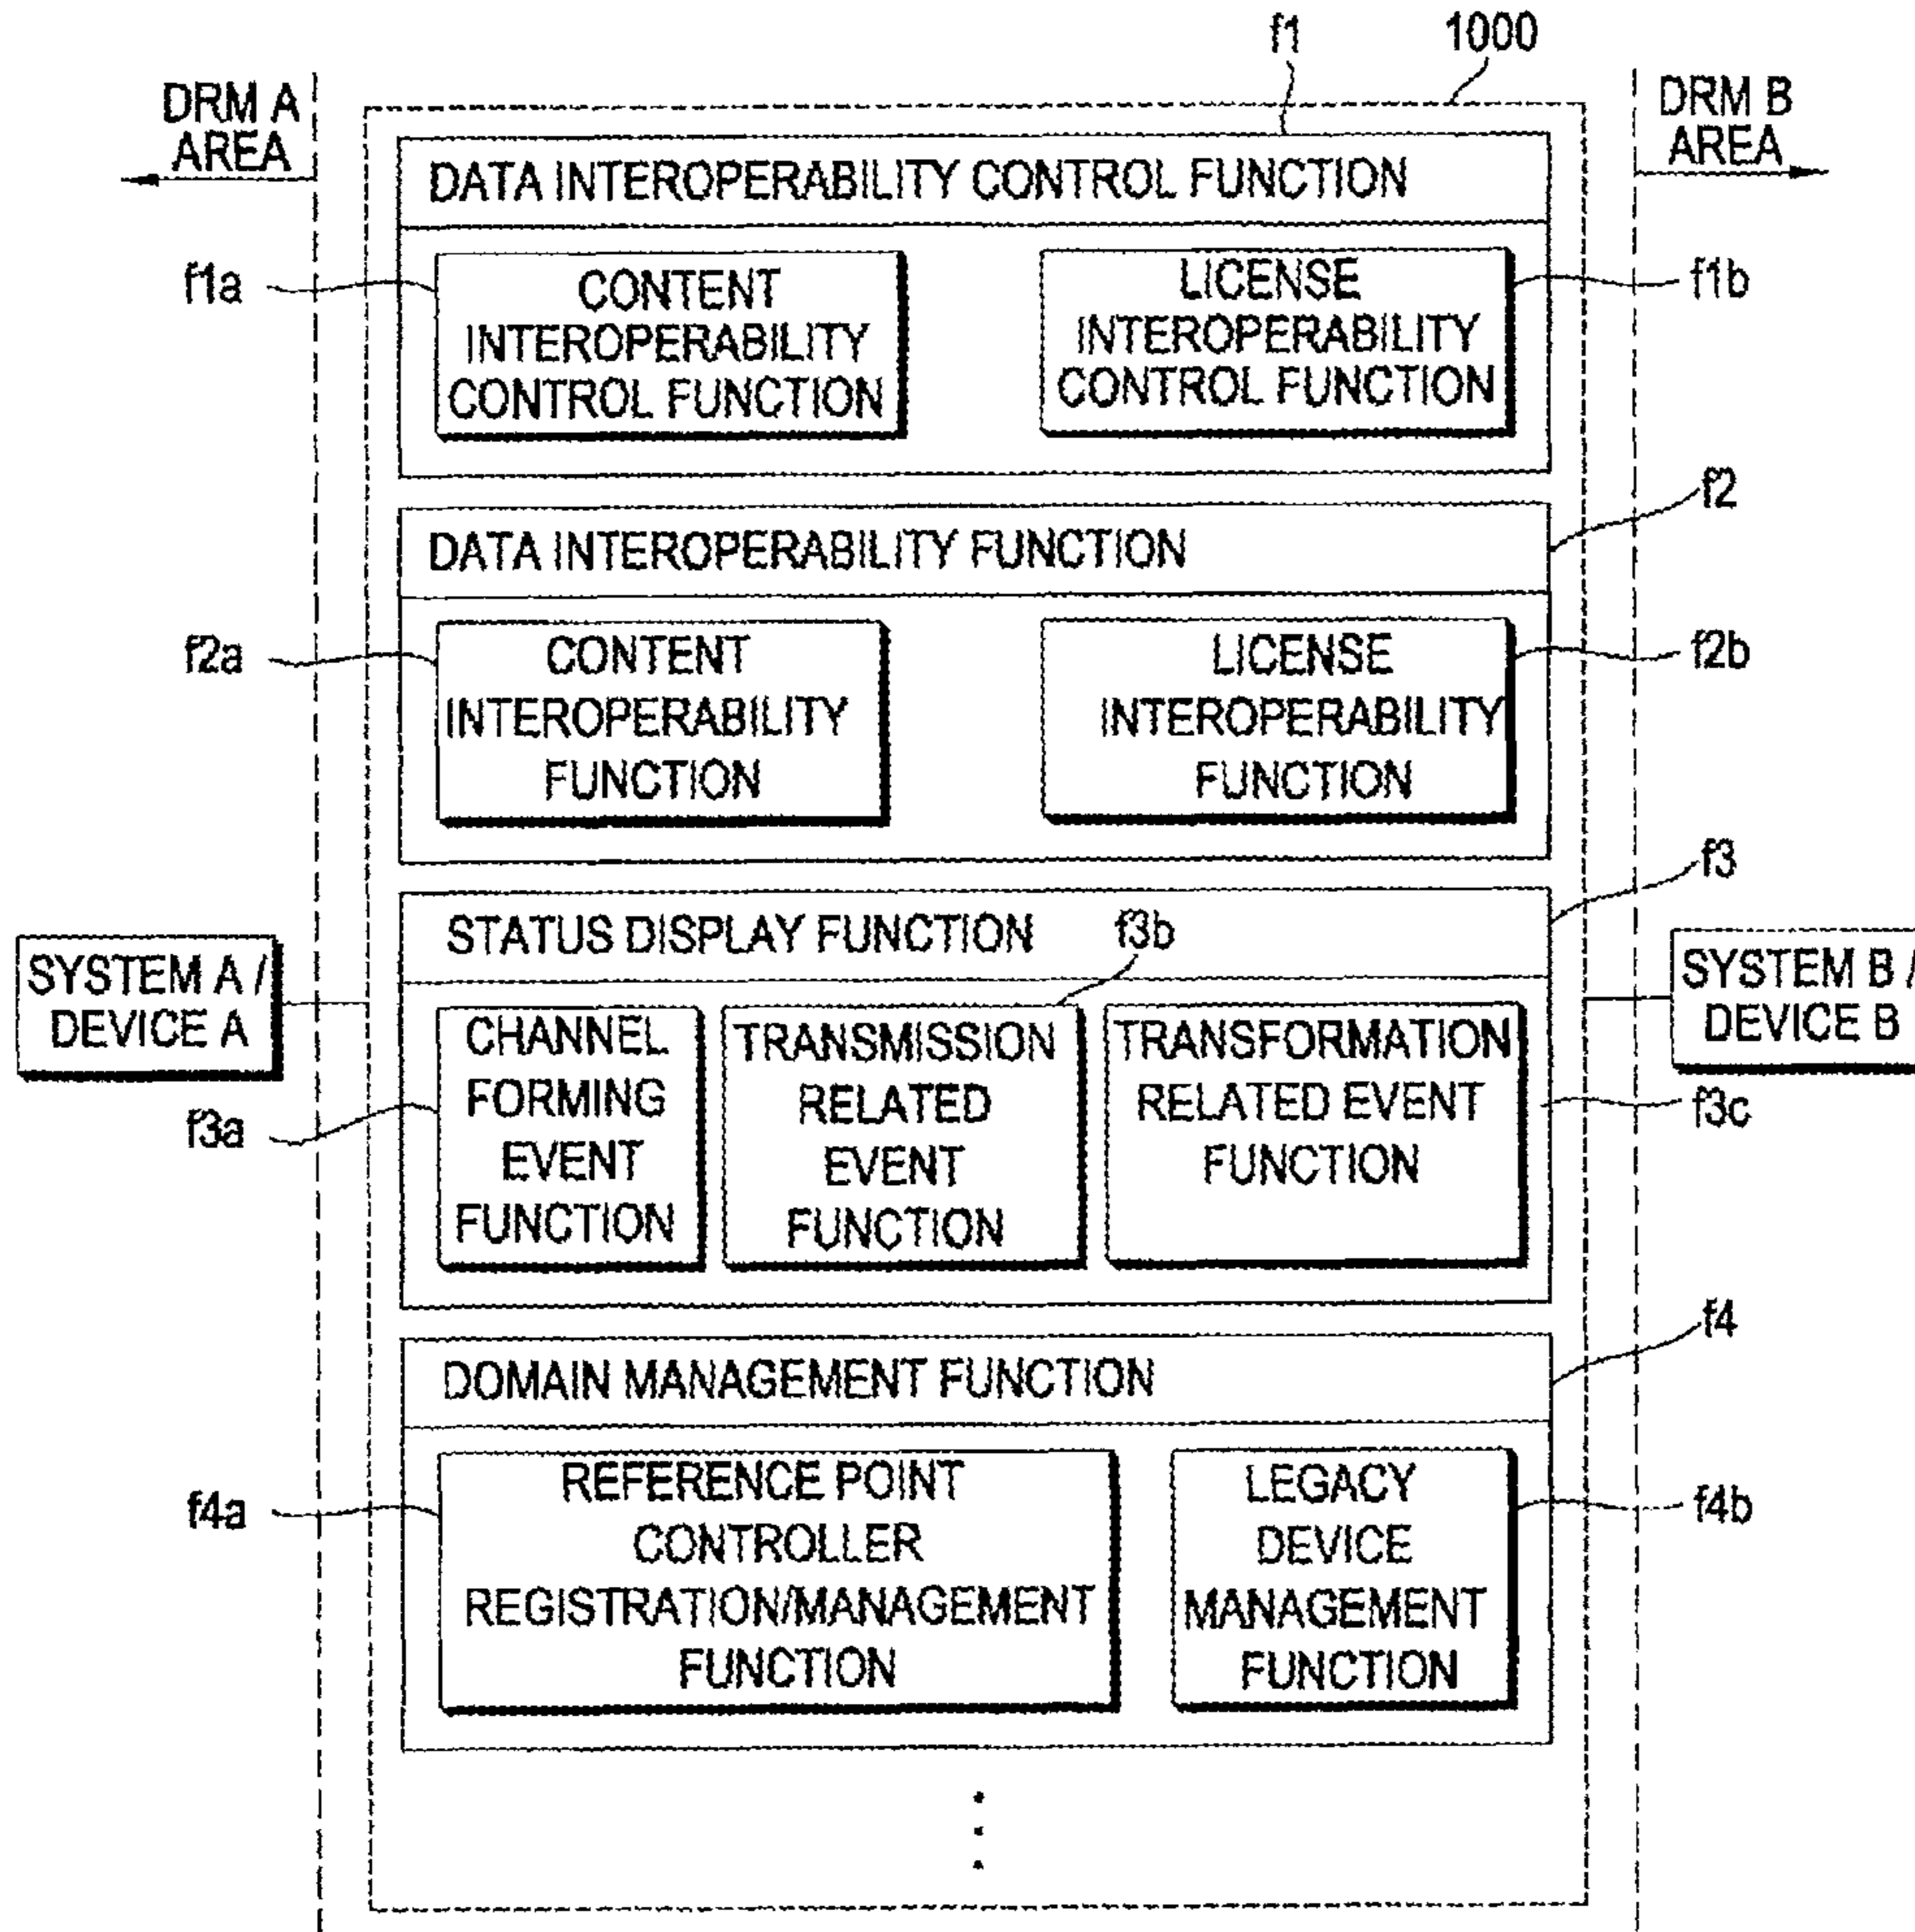 f1
1000
DRM A
AREA
DRM B
AREA
DATA INTEROPERABILITY CONTROL FUNCTION
f1a
CONTENT
INTEROPERABILITY
CONTROL FUNCTION
LICENSE
INTEROPERABILITY
CONTROL FUNCTION
f1b
f2
DATA INTEROPERABILITY FUNCTION
f2a
CONTENT
INTEROPERABILITY
FUNCTION
LICENSE
INTEROPERABILITY
FUNCTION
f2b
f3
STATUS DISPLAY FUNCTION
f3b
SYSTEM A /
DEVICE A
SYSTEM B /
DEVICE B
f3a
CHANNEL
FORMING
EVENT
FUNCTION
TRANSMISSION
RELATED
EVENT
FUNCTION
TRANSFORMATION
RELATED EVENT
FUNCTION
f3c
f4
DOMAIN MANAGEMENT FUNCTION
f4a
REFERENCE POINT
CONTROLLER
REGISTRATION/MANAGEMENT
FUNCTION
LEGACY
DEVICE
MANAGEMENT
FUNCTION
f4b